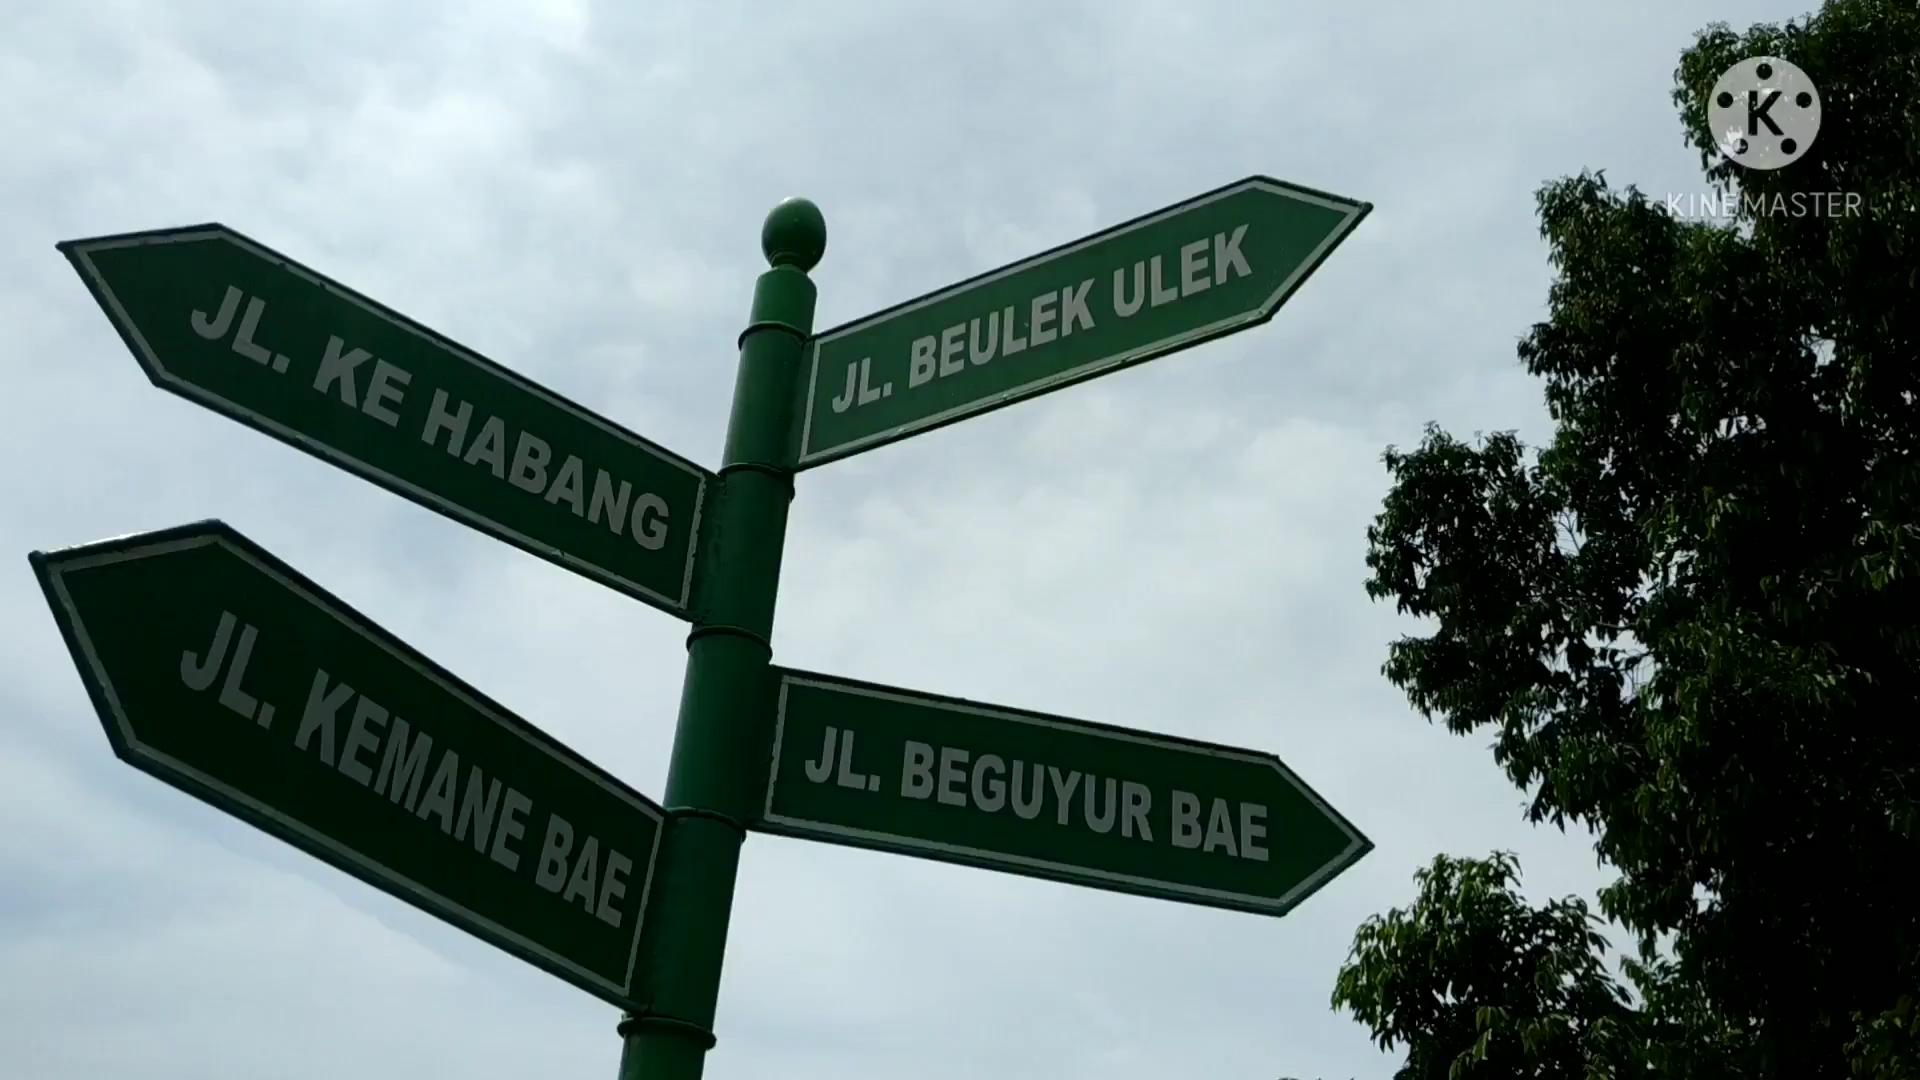 K
KINEMASTER
JL. BEULEK ULEK
JL. KE HABANG
JL. KEMANE BAE
JL. BEGUYUR BAE